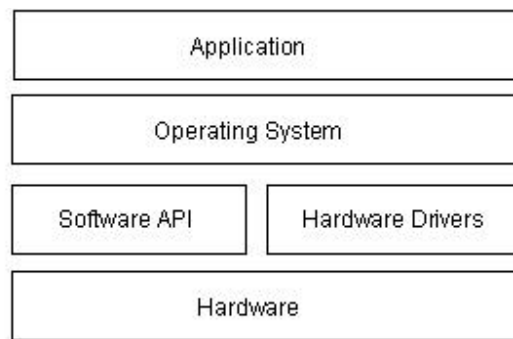 Application
Operating System
Software API
Hardware Drivers
Hardware